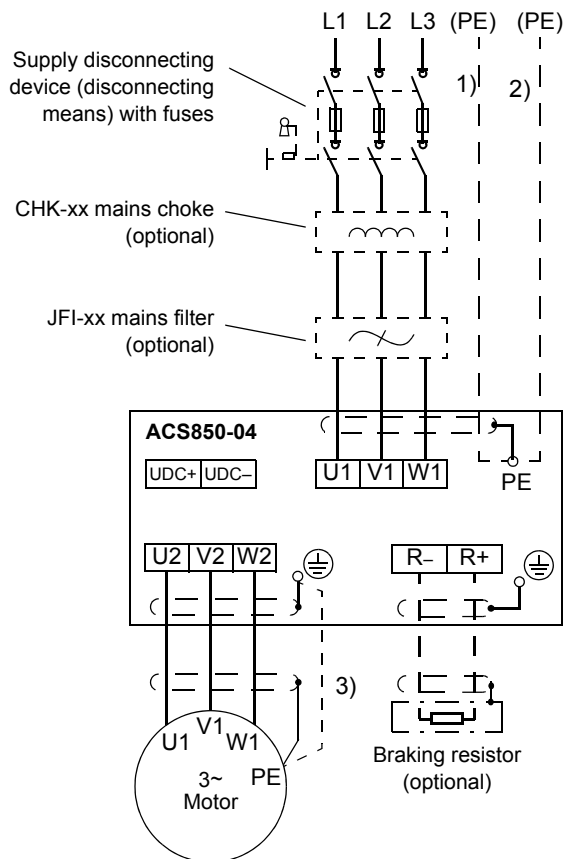 L1 L2 L3 (PE) (PE)
Supply disconnecting
device (disconnecting
means) with fuses
1)
2)
CHK-xx mains choke
(optional)
JFI-xx mains filter
(optional)
ACS850-04
UDC+ UDC–
U1 V1 W1
PE
U2 V2 W2
R– R+
3)
U1 V1 W1
PE
3~
Motor
Braking resistor
(optional)